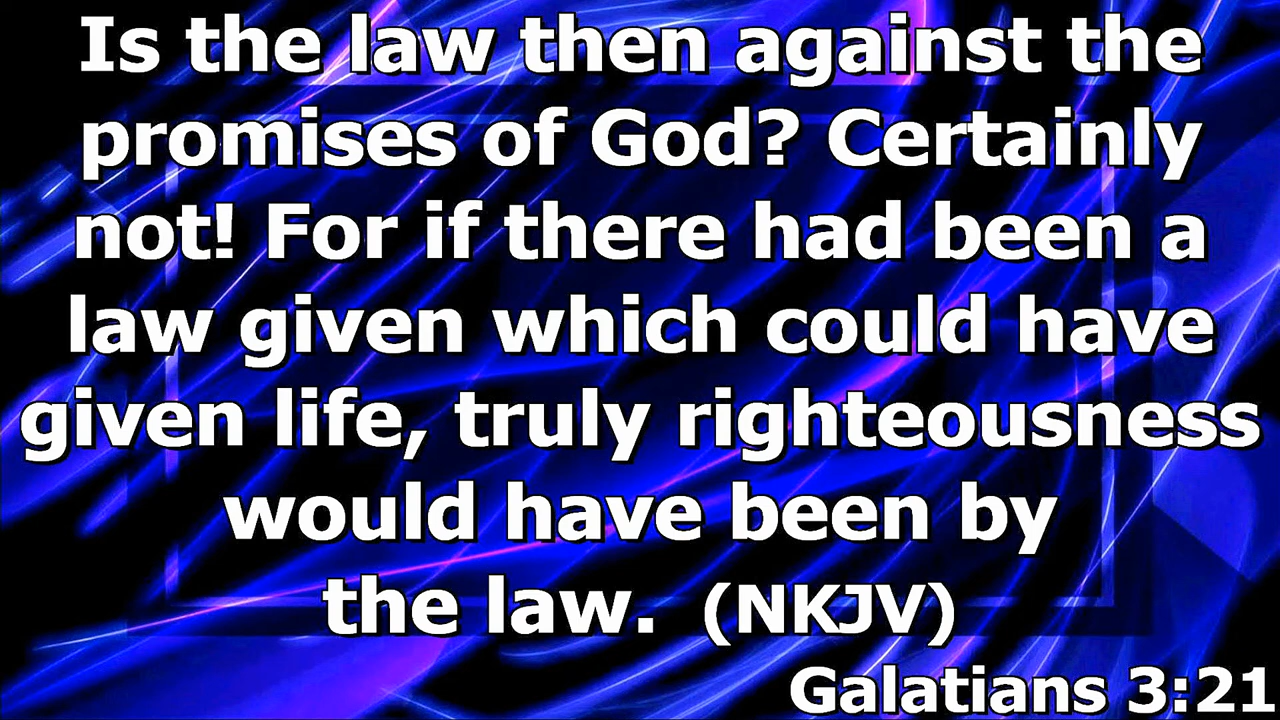 Is the law then against the
promises of God? Certainly
not! For if there had been a
law given which could have
given life, truly righteousness
would have been by
the law. (NKJV)
Galatians 3:21